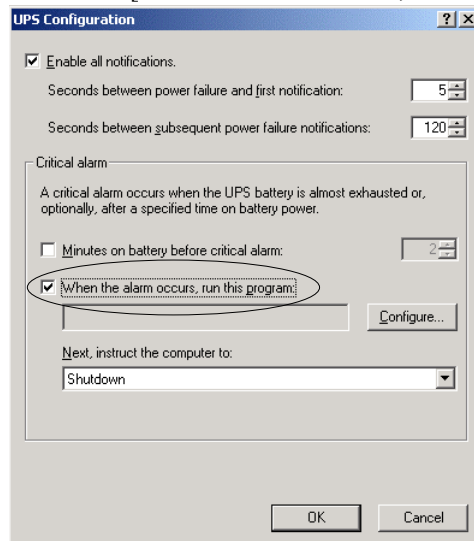 UPS Configuration
Enable all notifications.
Seconds between power failure and first notification: 5
Seconds between subsequent power failure notifications: 120
Critical alarm
A critical alarm occurs when the UPS battery is almost exhausted or,
optionally, after a specified time on battery power.
Minutes on battery before critical alarm: 2
When the alarm occurs, run this program:
Configure...
Next, instruct the computer to:
Shutdown
OK Cancel